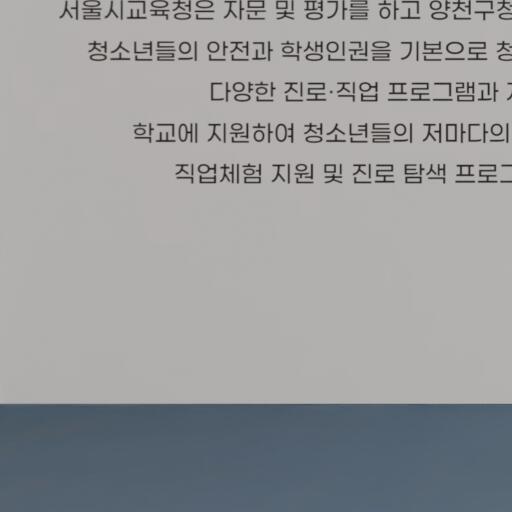 서울시교육청은 자문 및 평가를 하고 양천구청
청소년들의 안전과 학생인권을 기본으로 청
다양한 진로·직업 프로그램과
학교에 지원하여 청소년들의 저마다의
직업체험 지원 및 진로 탐색 프로그